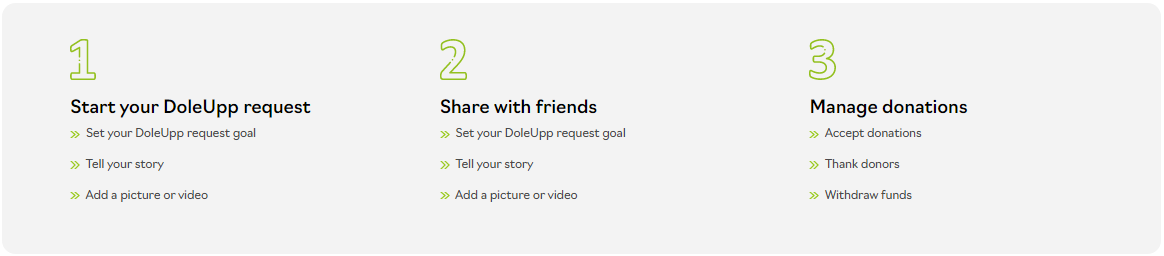 1
Start your DoleUpp request
Set your DoleUpp request goal
Tell your story
Add a picture or video
2
Share with friends
Set your DoleUpp request goal
Tell your story
Add a picture or video
3
Manage donations
Accept donations
Thank donors
Withdraw funds